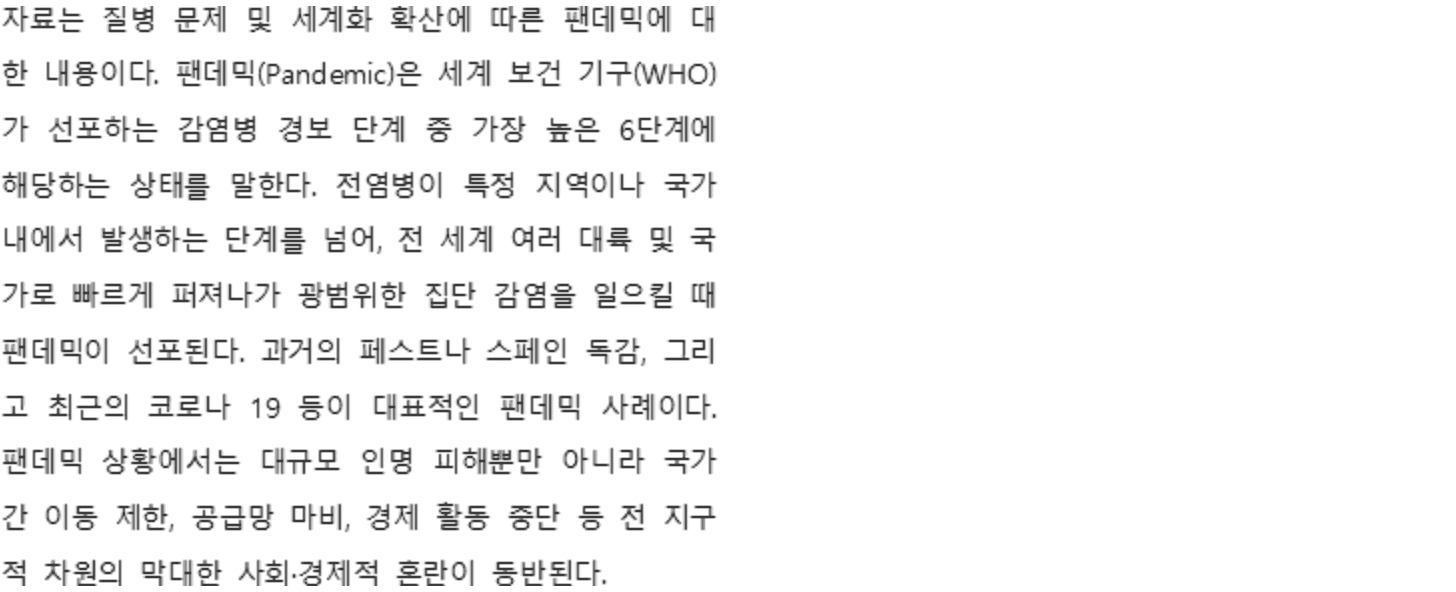 자료는 질병 문제 및 세계화 확산에 따른 팬데믹에 대
한 내용이다. 팬데믹(Pandemic)은 세계 보건 기구(WHO)
가 선포하는 감염병 경보 단계 중 가장 높은 6단계에
해당하는 상태를 말한다. 전염병이 특정 지역이나 국가
내에서 발생하는 단계를 넘어, 전 세계 여러 대륙 및 국
가로 빠르게 퍼져나가 광범위한 집단 감염을 일으킬 때
팬데믹이 선포된다. 과거의 페스트나 스페인 독감, 그리
고 최근의 코로나 19 등이 대표적인 팬데믹 사례이다.
팬데믹 상황에서는 대규모 인명 피해뿐만 아니라 국가
간 이동 제한, 공급망 마비, 경제 활동 중단 등 전 지구
적 차원의 막대한 사회·경제적 혼란이 동반된다.